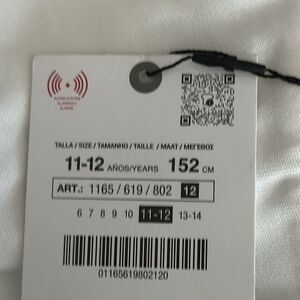 TALLA / SIZE / TAMANHO / TAILLE / MAAT / ΜΕΓΕΘΟΣ
11-12 AÑOS/YEARS 152 CM
ART.: 1165 / 619 / 802 12
6 7 8 9 10 11-12 13-14
01165619802120